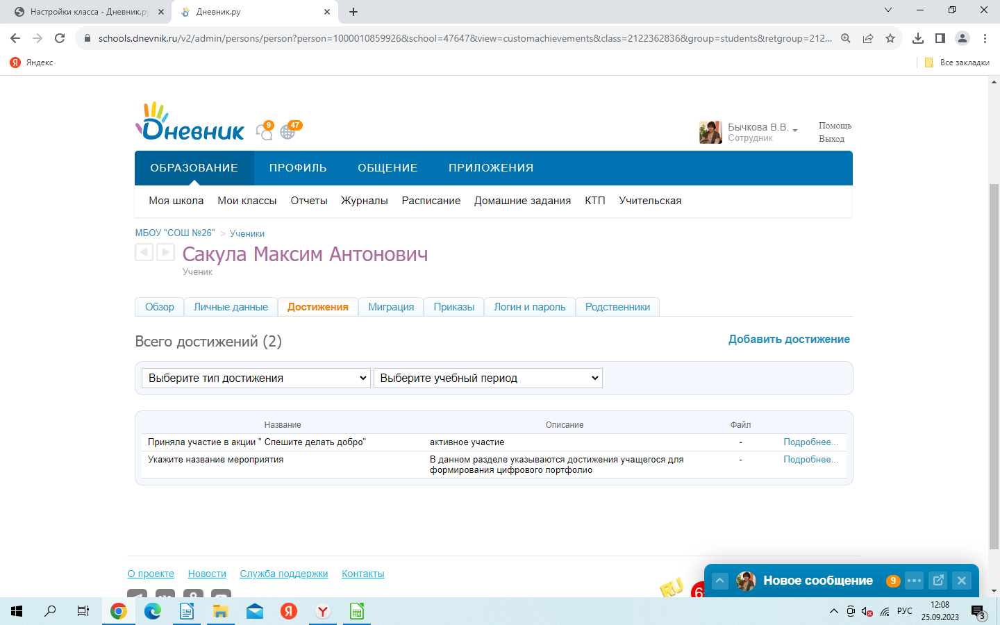 Настройки класса - Дневник.ру
Дневник.ру
schools.dnevnik.ru/v2/admin/persons/person?person=1000010859926&school=47647&view=customachievements&class=2122362836&group=students&retgroup=212...
Яндекс
Все закладки
Дневник
9
47
Бычкова В.В.
Сотрудник
Помощь
Выход
ОБРАЗОВАНИЕ ПРОФИЛЬ ОБЩЕНИЕ ПРИЛОЖЕНИЯ
Моя школа Мои классы Отчеты Журналы Расписание Домашние задания КТП Учительская
МБОУ "СОШ №26" > Ученики
Сакула Максим Антонович
Ученик
Обзор Личные данные Достижения Миграция Приказы Логин и пароль Родственники
Всего достижений (2)
Добавить достижение
Выберите тип достижения Выберите учебный период
Название Описание Файл
Приняла участие в акции " Спешите делать добро" активное участие - Подробнее...
Укажите название мероприятия В данном разделе указываются достижения учащегося для - Подробнее...
формирования цифрового портфолио
О проекте Новости Служба поддержки Контакты
RU
Новое сообщение 9
РУС
12:08
25.09.2023
3